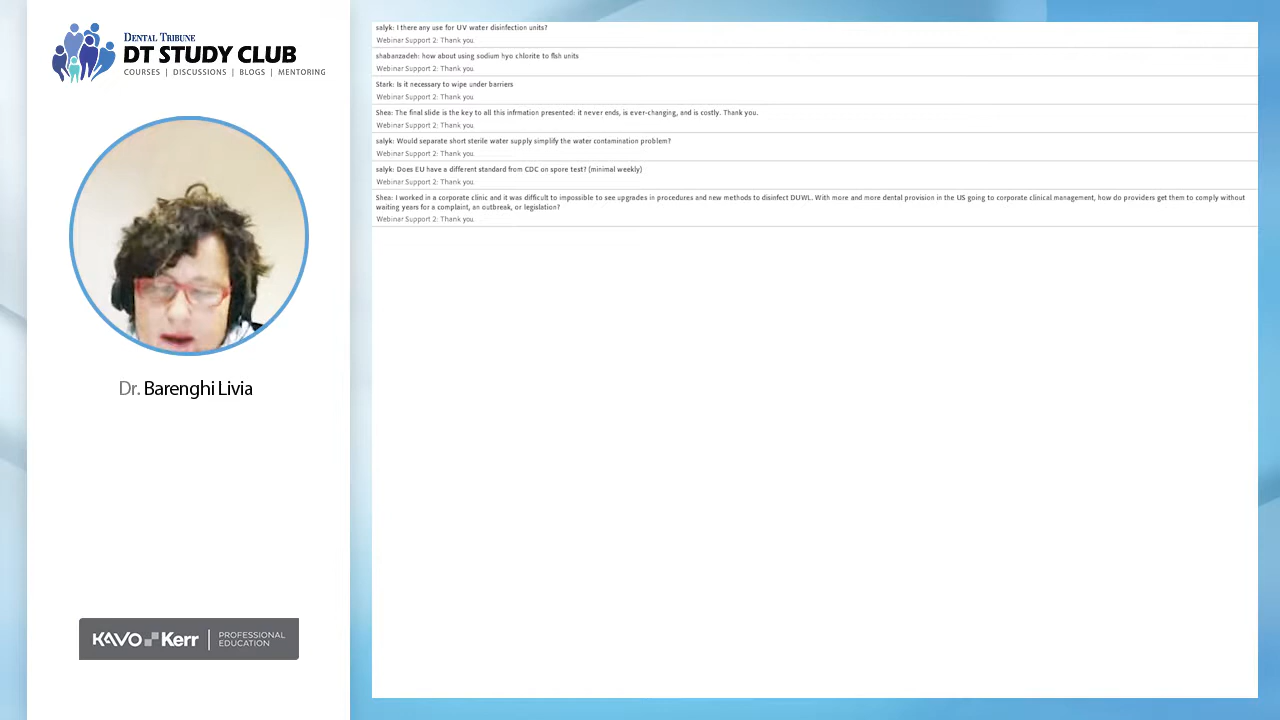 DENTAL TRIBUNE
DT STUDY CLUB
COURSES | DISCUSSIONS | BLOGS | MENTORING
Dr. Barenghi Livia
KAVO Kerr
PROFESSIONAL
EDUCATION
salyk: I there any use for UV water disinfection units?
Webinar Support 2: Thank you.
shabanzadeh: how about using sodium hyo chlorite to flsh units
Webinar Support 2: Thank you.
Stark: Is it necessary to wipe under barriers
Webinar Support 2: Thank you.
Shea: The final slide is the key to all this infrmation presented: it never ends, is ever-changing, and is costly. Thank you.
Webinar Support 2: Thank you.
salyk: Would separate short sterile water supply simplify the water contamination problem?
Webinar Support 2: Thank you.
salyk: Does EU have a different standard from CDC on spore test? (minimal weekly)
Webinar Support 2: Thank you.
Shea: I worked in a corporate clinic and it was difficult to impossible to see upgrades in procedures and new methods to disinfect DUWL. With more and more dental provision in the US going to corporate clinical management, how do providers get them to comply without
waiting years for a complaint, an outbreak, or legislation?
Webinar Support 2: Thank you.